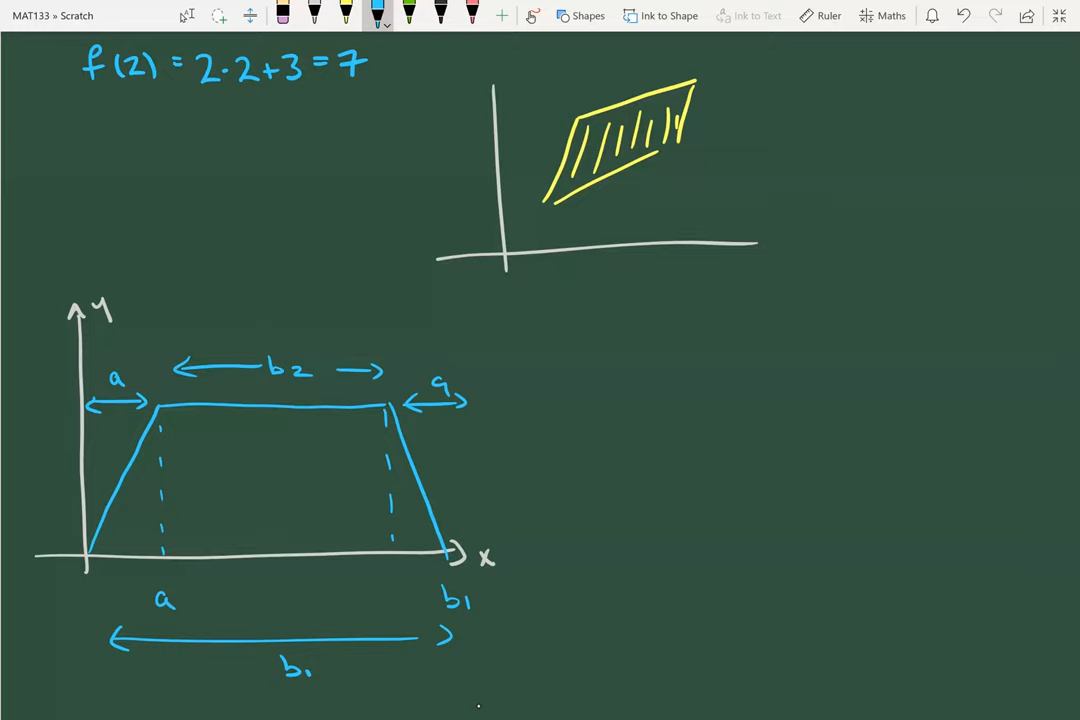 MAT133 » Scratch
Shapes Ink to Shape Ink to Text Ruler Maths
f(2) = 2·2+3=7
y
b2
a
a
x
a
b1
b1